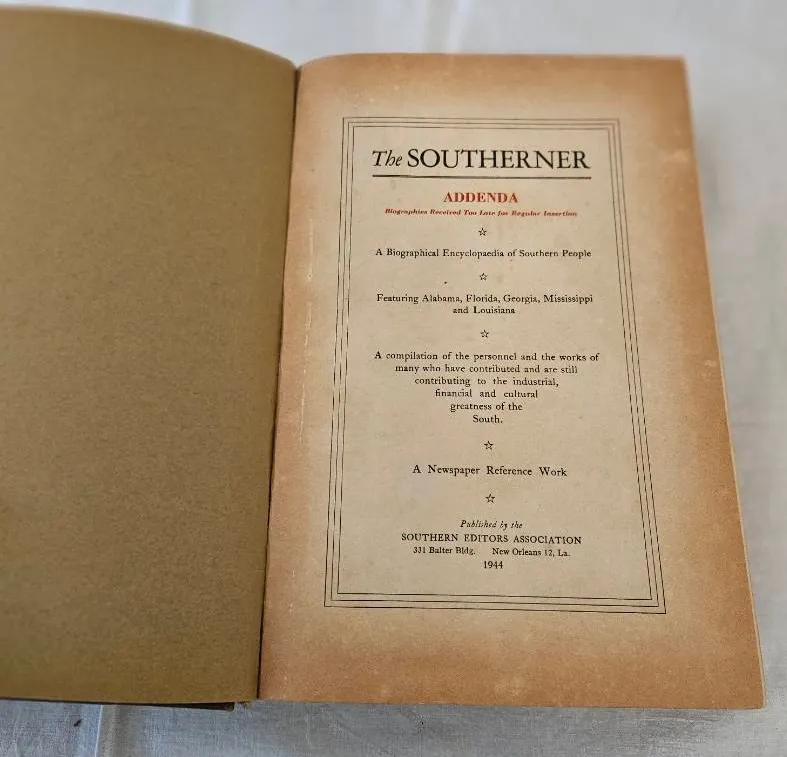 The SOUTHERNER
ADDENDA
Biographies Received Too Late for Regular Insertion
☆
A Biographical Encyclopaedia of Southern People
☆
Featuring Alabama, Florida, Georgia, Mississippi
and Louisiana
☆
A compilation of the personnel and the works of
many who have contributed and are still
contributing to the industrial,
financial and cultural
greatness of the
South.
☆
A Newspaper Reference Work
☆
Published by the
SOUTHERN EDITORS ASSOCIATION
331 Balter Bldg. New Orleans 12, La.
1944